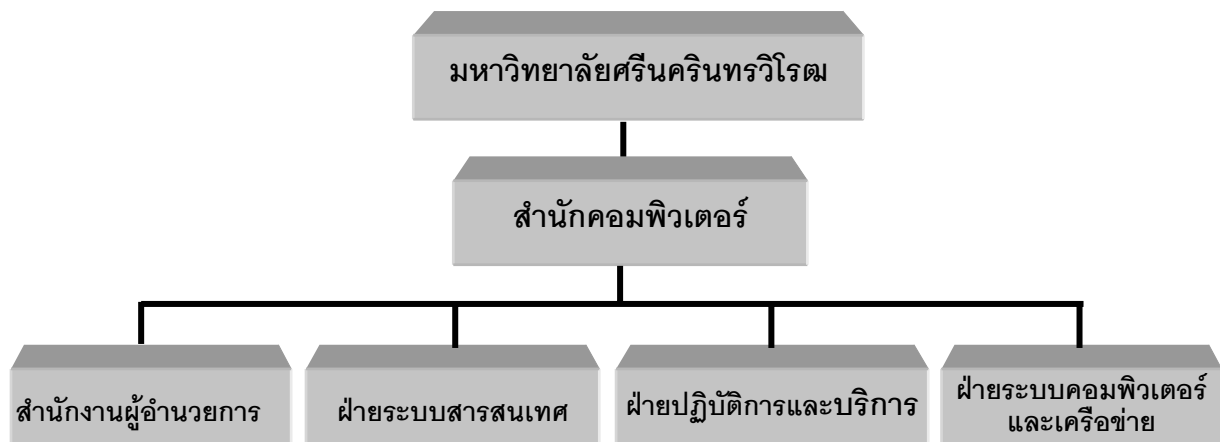 มหาวิทยาลัยศรีนครินทรวิโรฒ
สำนักคอมพิวเตอร์
สำนักงานผู้อำนวยการ
ฝ่ายระบบสารสนเทศ
ฝ่ายปฏิบัติการและบริการ
ฝ่ายระบบคอมพิวเตอร์
และเครือข่าย